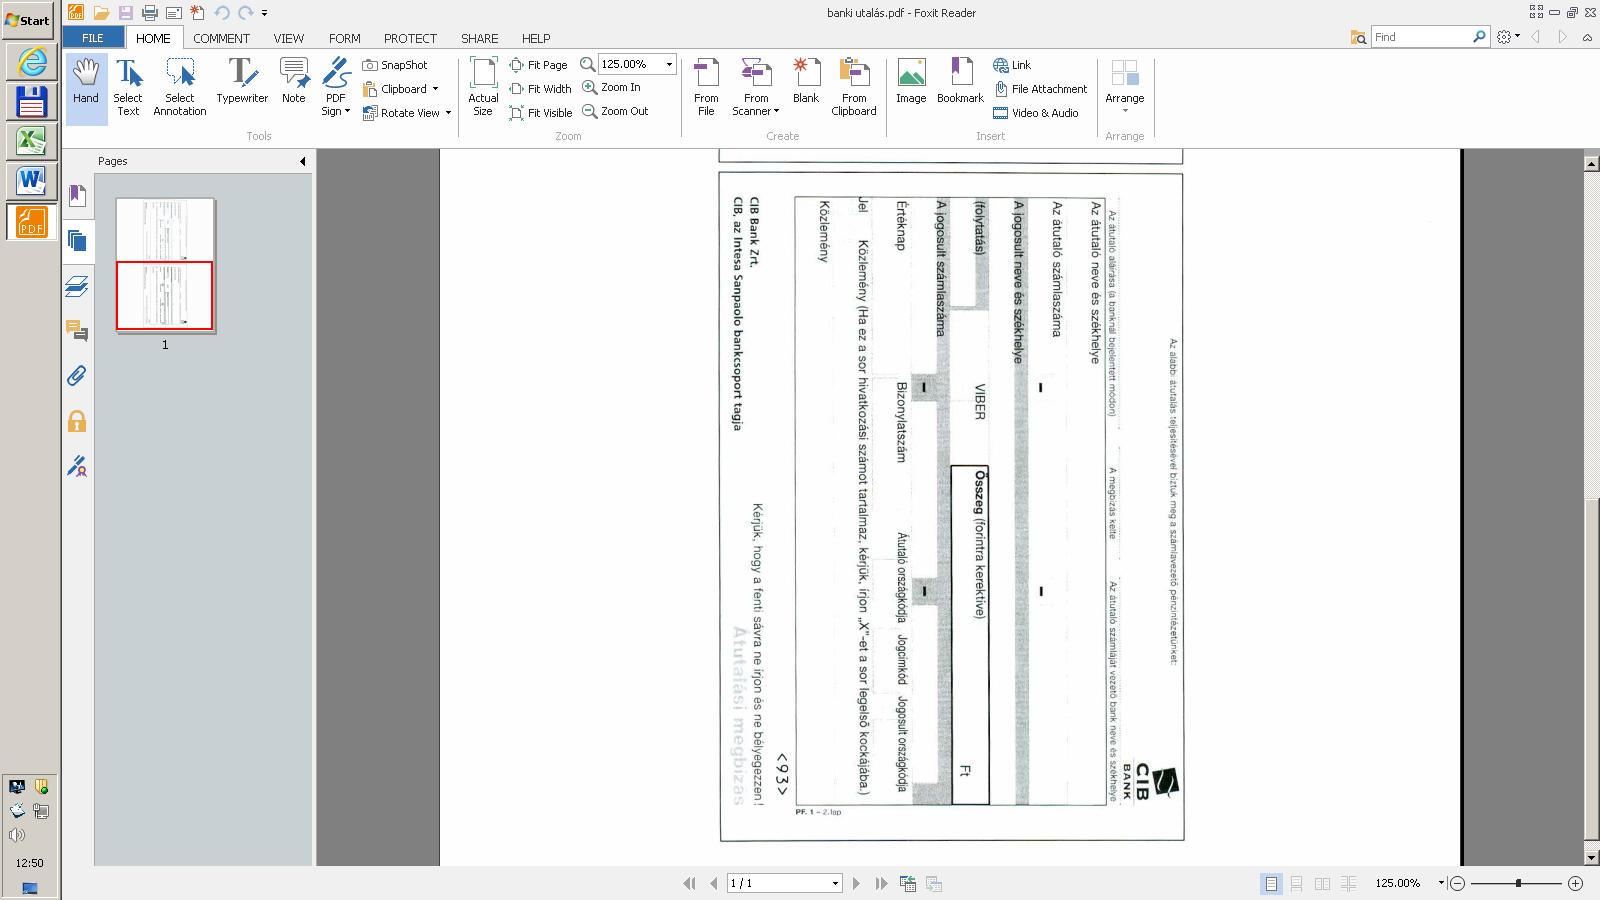 Start
banki utalás.pdf - Foxit Reader
FILE HOME COMMENT VIEW FORM PROTECT SHARE HELP
Find
Hand
Select Text
Select Annotation
Typewriter
Note
PDF Sign
SnapShot
Clipboard
Rotate View
Tools
Actual Size
Fit Page
Fit Width
Fit Visible
125.00%
Zoom In
Zoom Out
Zoom
From File
From Scanner
Blank
From Clipboard
Create
Image
Bookmark
Link
File Attachment
Video & Audio
Insert
Arrange
Arrange
Pages
1
Az alábbi átutalás teljesítésével bíztuk meg a számlavezető pénzintézetünket:
CIB
BANK
Az átutaló aláírása (a banknál bejelentett módon) A megbízás kelte Az átutaló számláját vezető bank neve és székhelye
Az átutaló neve és székhelye
Az átutaló számlaszáma
A jogosult neve és székhelye
(folytatás) VIBER Összeg (forintra kerekítve) Ft
A jogosult számlaszáma
Értéknap Bizonylatszám Átutaló országkódja Jogcímkód Jogosult országkódja
Jel Közlemény (Ha ez a sor hivatkozási számot tartalmaz, kérjük, írjon „X”-et a sor legelső kockájába.)
Közlemény
PF. 1 – 2. lap
<93>
CIB Bank Zrt. Kérjük, hogy a fenti sávra ne írjon és ne bélyegezzen!
CIB, az Intesa Sanpaolo bankcsoport tagja Átutalási megbízás
12:50
1 / 1
125.00%